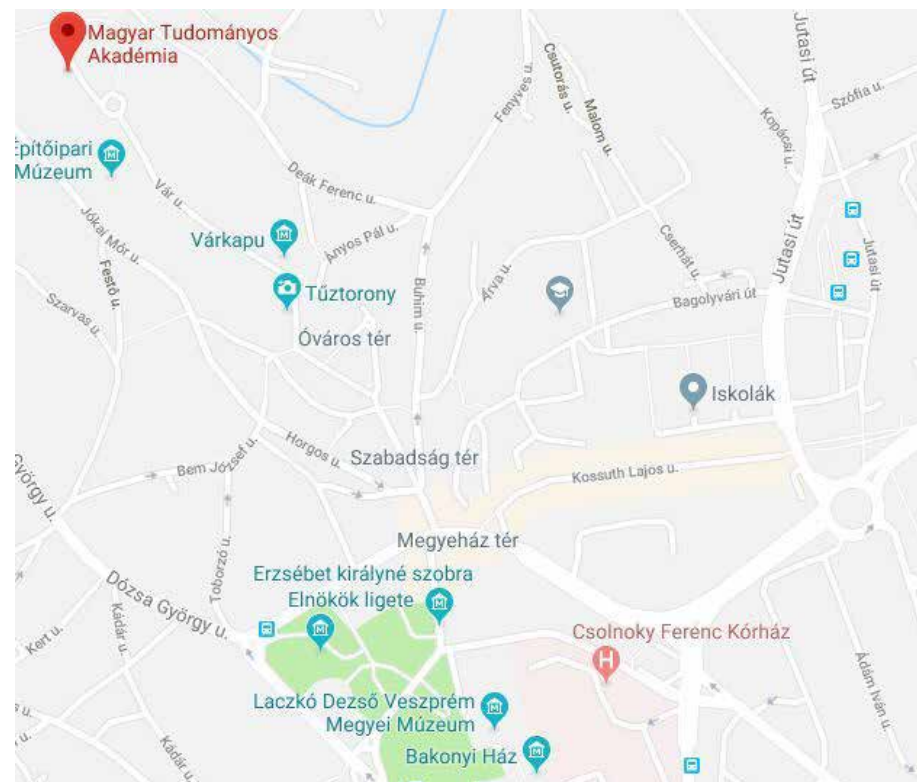 Magyar Tudományos
Akadémia
Jutasi út
Szófia u.
Csutorás u.
Malom u.
Fenyves u.
Kopácsi u.
Építőipari
Múzeum
Deák Ferenc u.
Vár u.
Jókai Mór u.
Várkapu
Ányos Pál u.
Cserhát u.
Jutasi út
Jutasi út
Festő u.
Szarvas u.
Tűztorony
Buhim u.
Árva u.
Bagolyvári út
Óváros tér
Iskolák
Horgos u.
Szabadság tér
Bem József u.
Kossuth Lajos u.
György u.
Megyeház tér
Toborzó u.
Erzsébet királyné szobra
Elnökök ligete
Dózsa György u.
Kádár u.
Kert u.
Csolnoky Ferenc Kórház
H
Ádám Iván u.
Laczkó Dezső Veszprém
Megyei Múzeum
Kádár u.
Bakonyi Ház